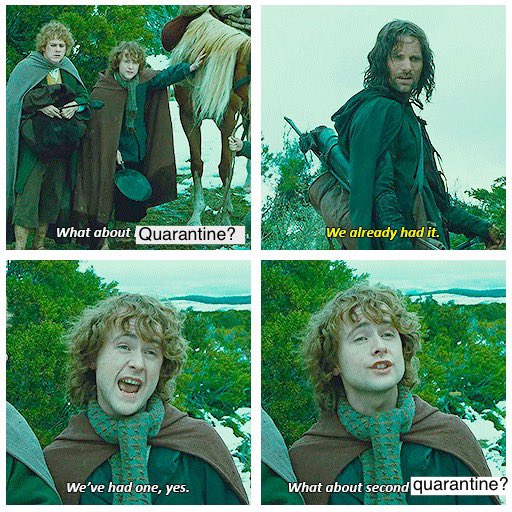 What about Quarantine?
We already had it.
We've had one, yes.
What about second quarantine?